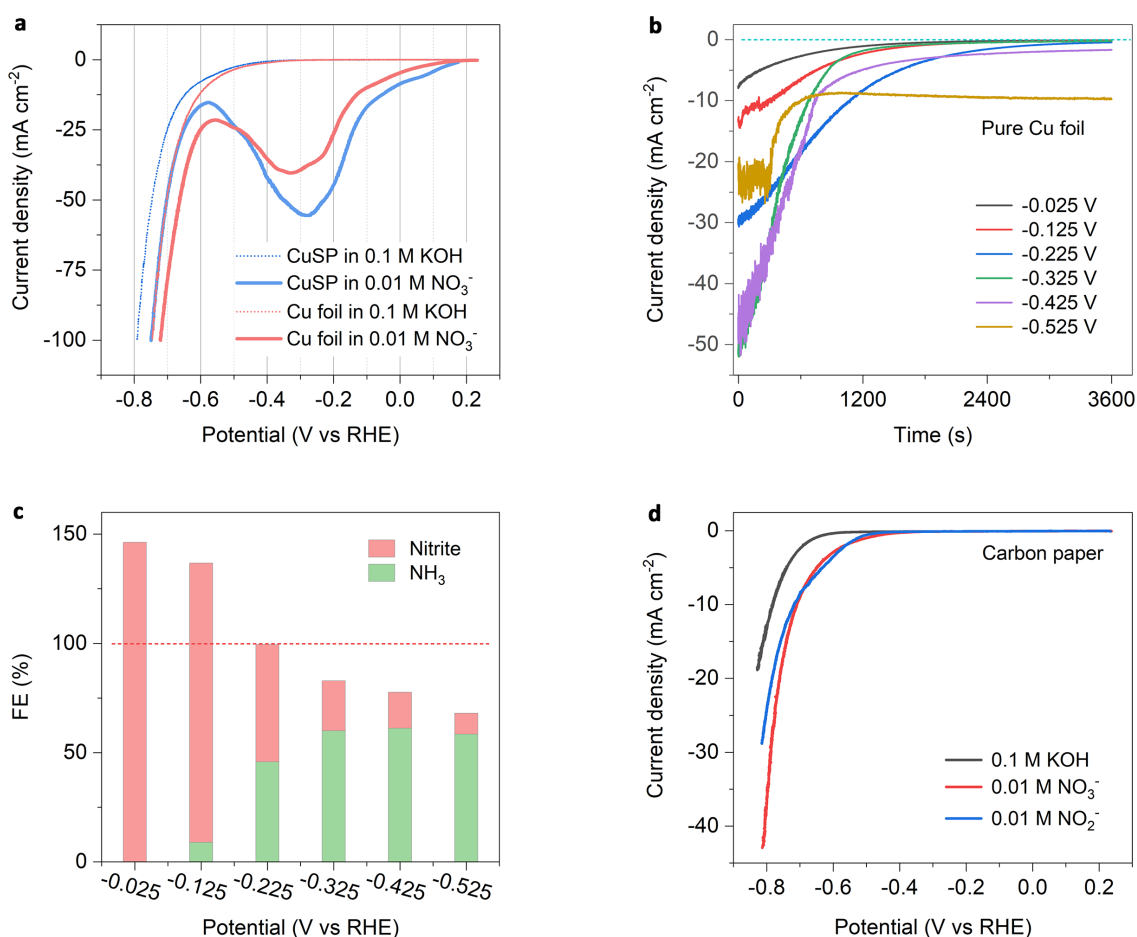 a
Current density (mA cm⁻²)
0
-25
-50
-75
-100
CuSP in 0.1 M KOH
CuSP in 0.01 M NO₃⁻
Cu foil in 0.1 M KOH
Cu foil in 0.01 M NO₃⁻
-0.8 -0.6 -0.4 -0.2 0.0 0.2
Potential (V vs RHE)
b
Current density (mA cm⁻²)
0
-10
-20
-30
-40
-50
Pure Cu foil
-0.025 V
-0.125 V
-0.225 V
-0.325 V
-0.425 V
-0.525 V
0 1200 2400 3600
Time (s)
c
FE (%)
150
100
50
0
Nitrite
NH₃
-0.025 -0.125 -0.225 -0.325 -0.425 -0.525
Potential (V vs RHE)
d
Current density (mA cm⁻²)
0
-10
-20
-30
-40
Carbon paper
0.1 M KOH
0.01 M NO₃⁻
0.01 M NO₂⁻
-0.8 -0.6 -0.4 -0.2 0.0 0.2
Potential (V vs RHE)